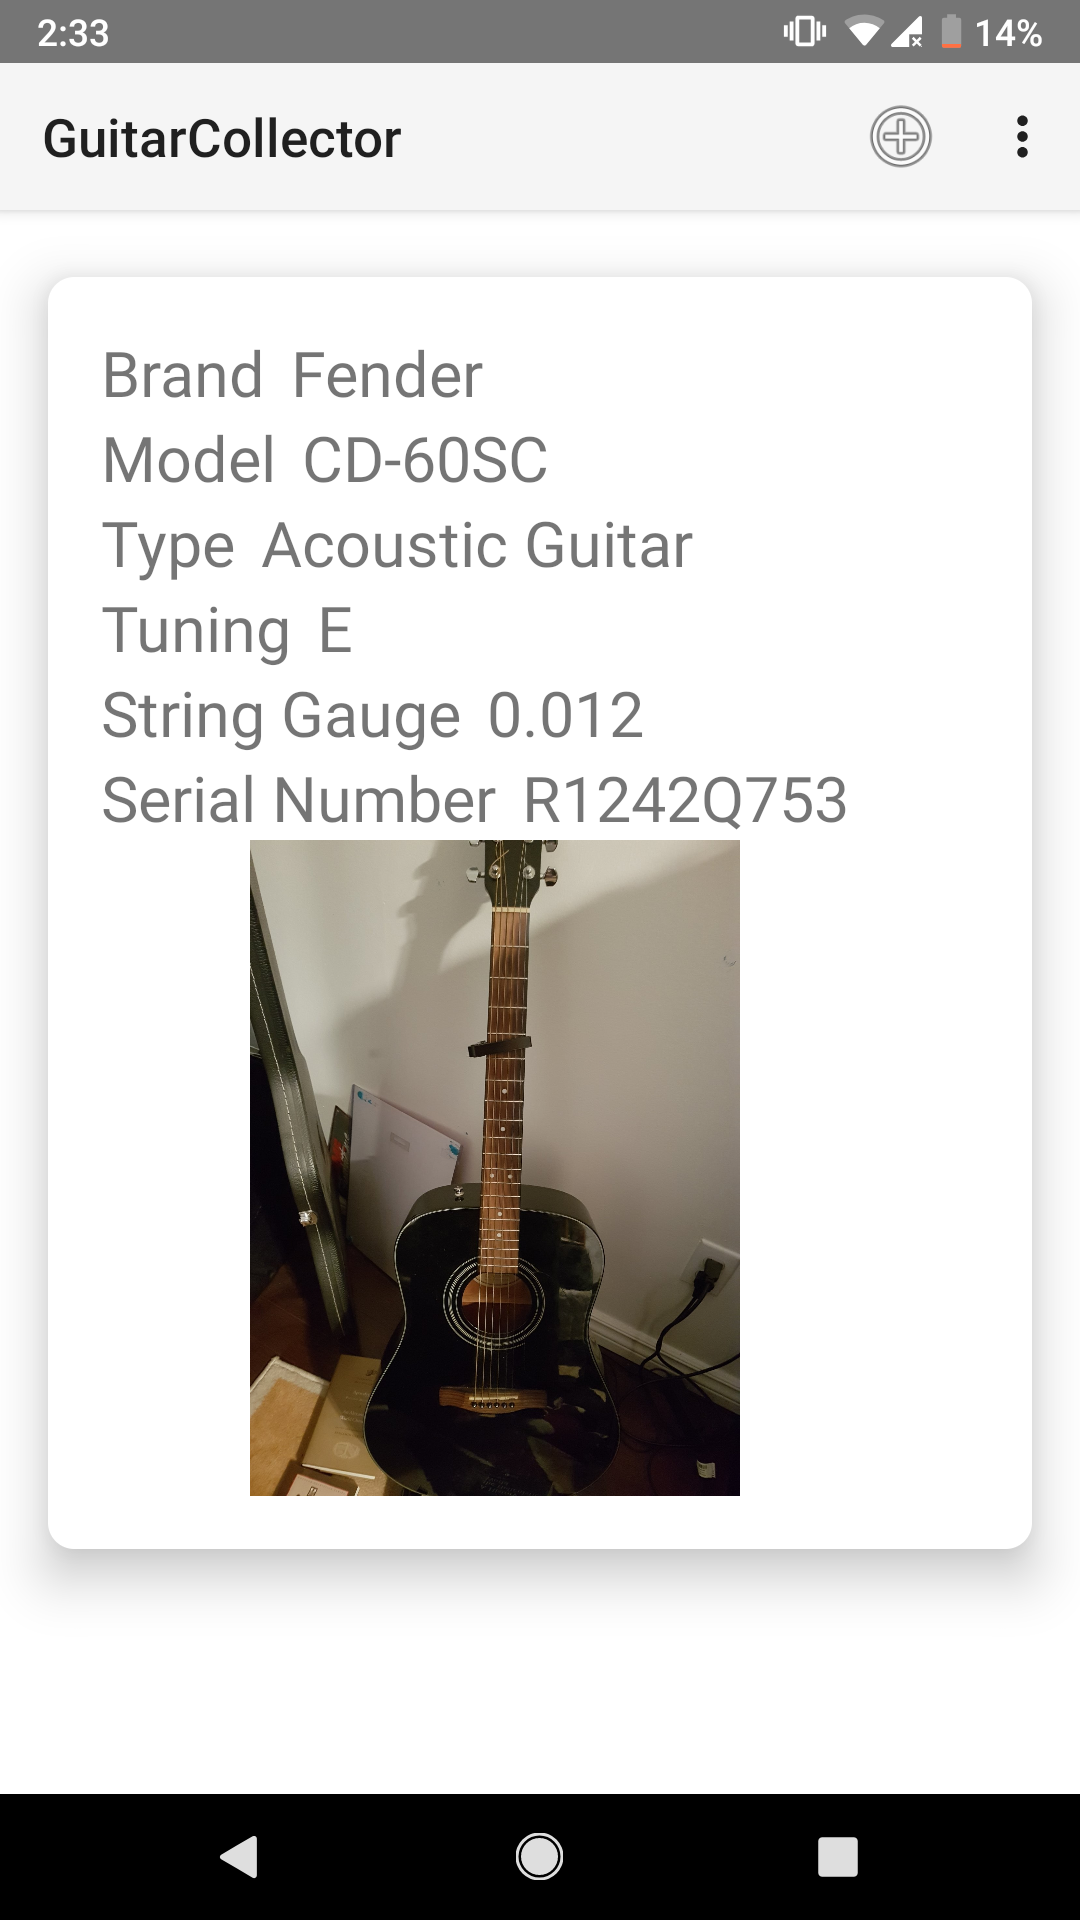 2:33
14%
GuitarCollector
Brand Fender
Model CD-60SC
Type Acoustic Guitar
Tuning E
String Gauge 0.012
Serial Number R1242Q753